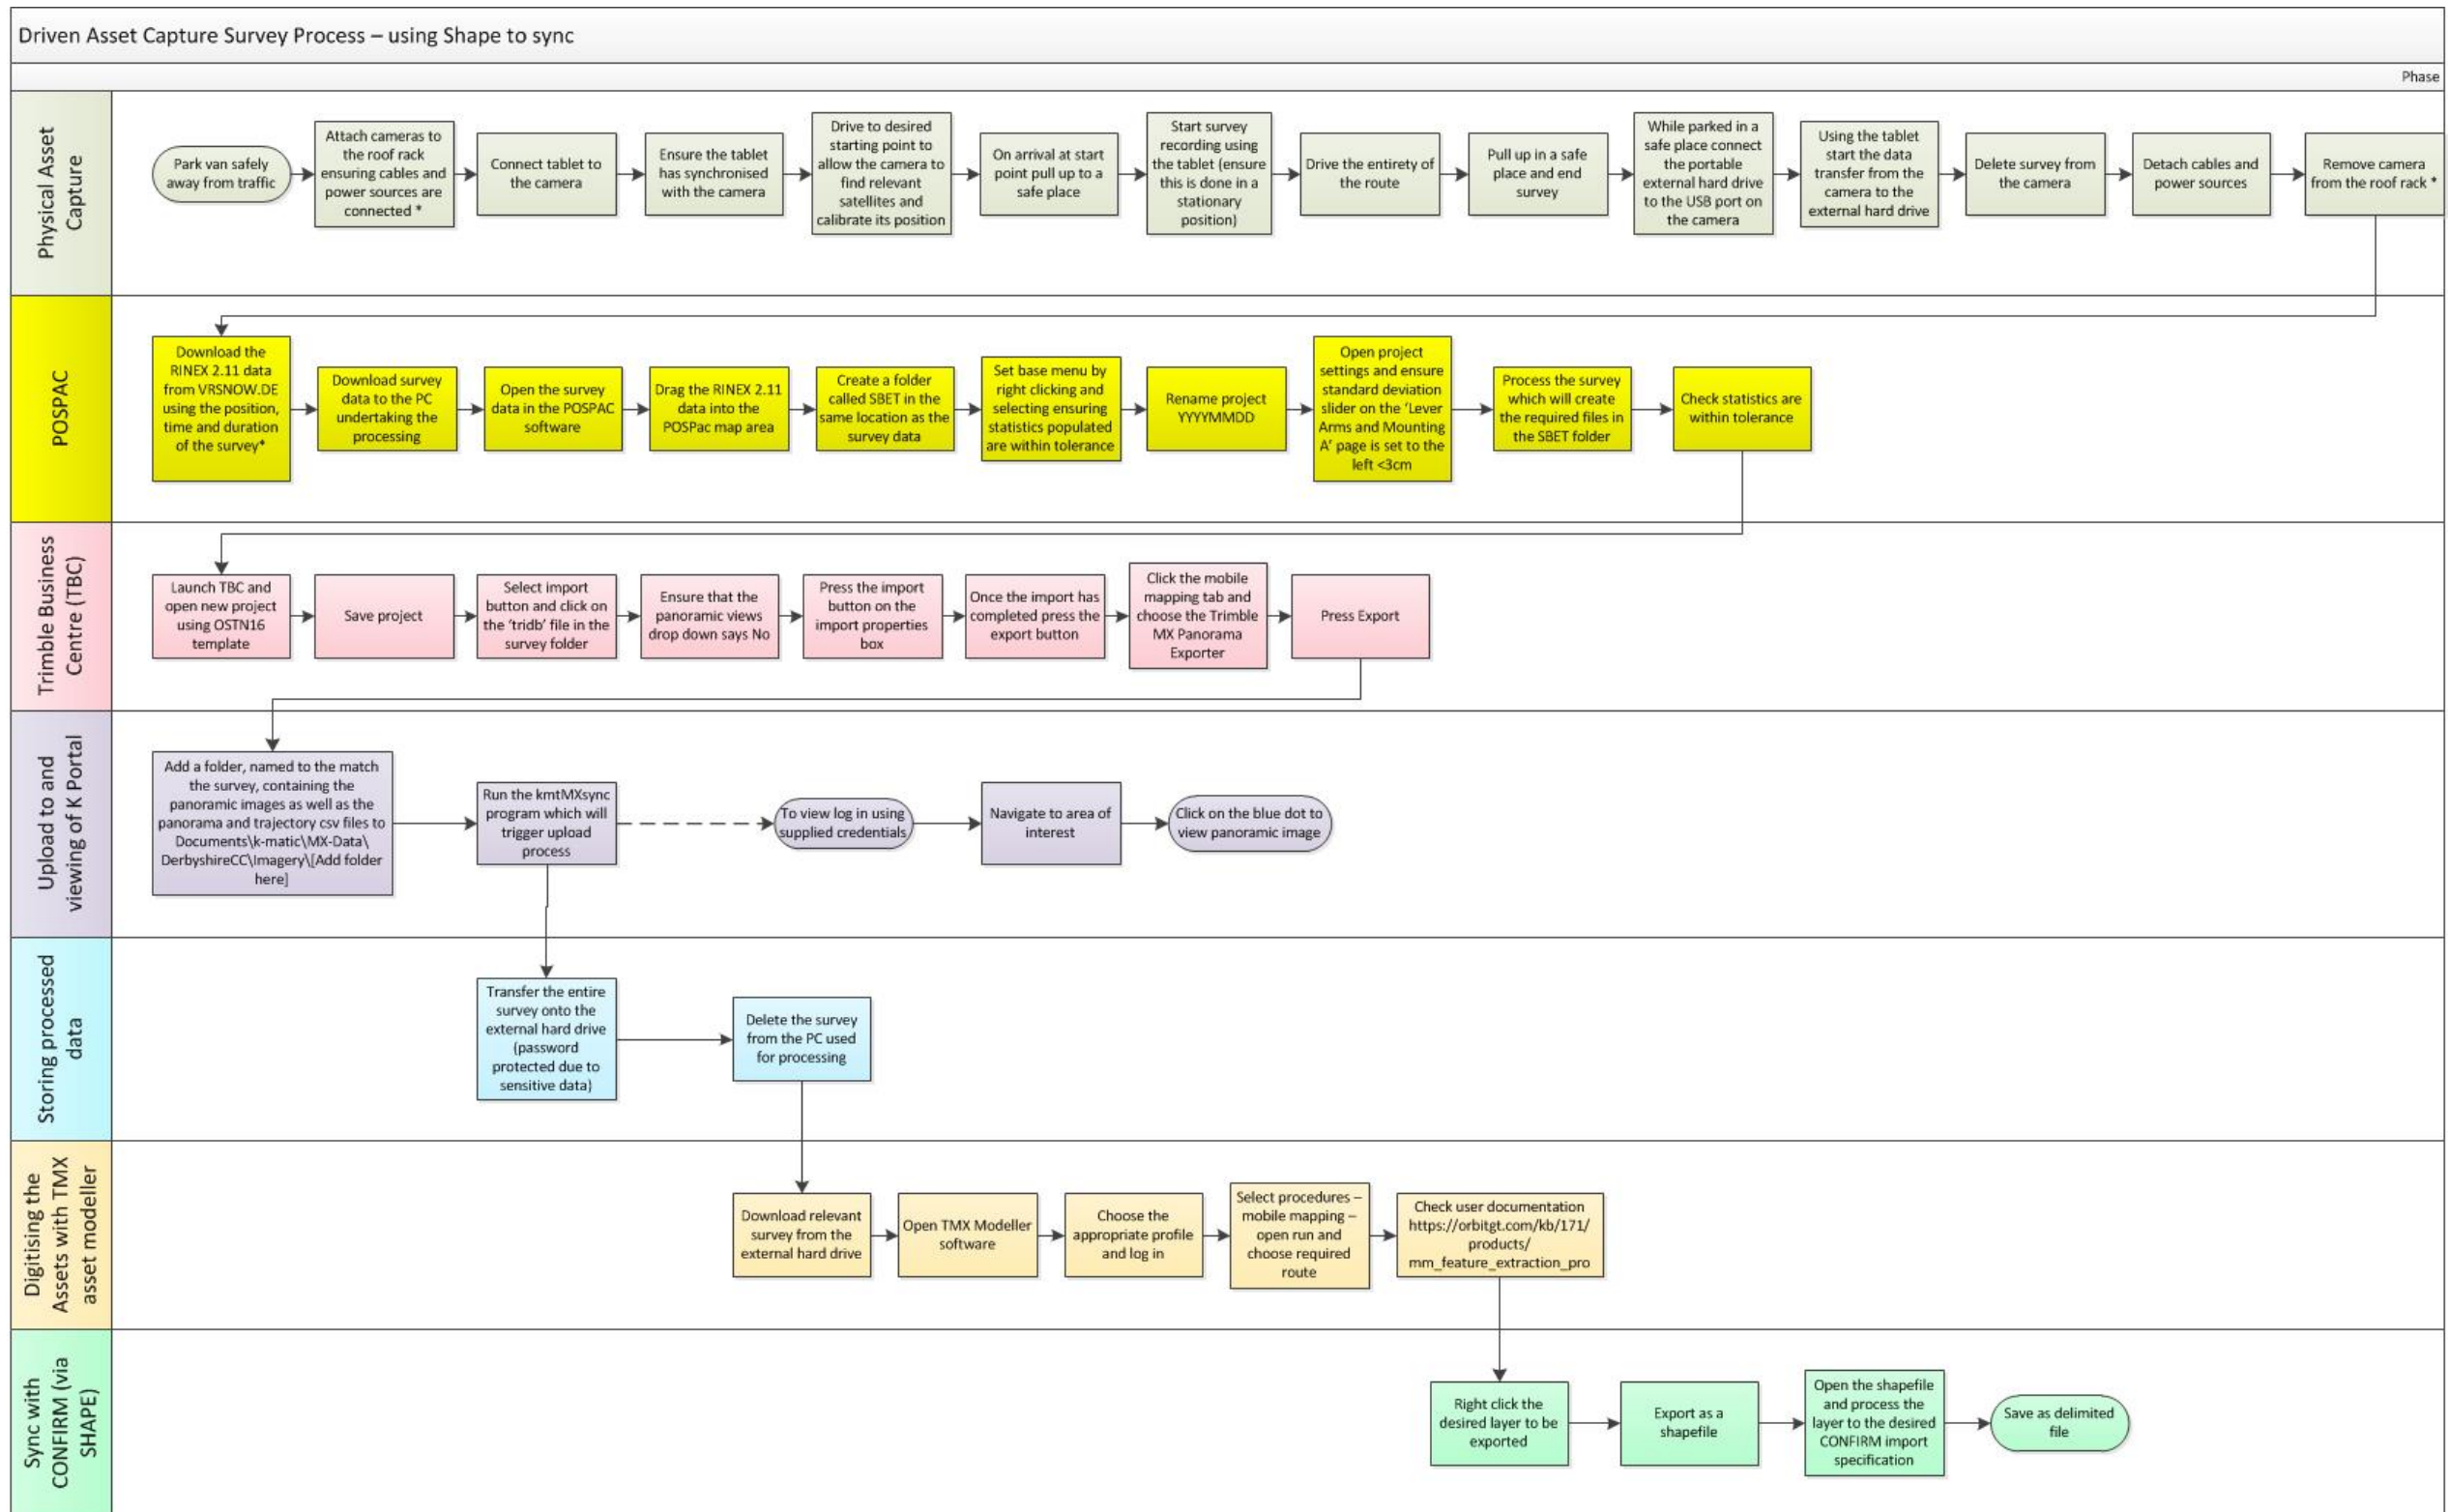 Driven Asset Capture Survey Process – using Shape to sync
Phase
Physical Asset
Capture
Park van safely
away from traffic
Attach cameras to
the roof rack
ensuring cables and
power sources are
connected *
Connect tablet to
the camera
Ensure the tablet
has synchronised
with the camera
Drive to desired
starting point to
allow the camera to
find relevant
satellites and
calibrate its position
On arrival at start
point pull up to a
safe place
Start survey
recording using
the tablet (ensure
this is done in a
stationary
position)
Drive the entirety of
the route
Pull up in a safe
place and end
survey
While parked in a
safe place connect
the portable
external hard drive
to the USB port on
the camera
Using the tablet
start the data
transfer from the
camera to the
external hard drive
Delete survey from
the camera
Detach cables and
power sources
Remove camera
from the roof rack *
POSPAC
Download the
RINEX 2.11 data
from VRSNOW.DE
using the position,
time and duration
of the survey*
Download survey
data to the PC
undertaking the
processing
Open the survey
data in the POSPAC
software
Drag the RINEX 2.11
data into the
POSPac map area
Create a folder
called SBET in the
same location as the
survey data
Set base menu by
right clicking and
selecting ensuring
statistics populated
are within tolerance
Rename project
YYYYMMDD
Open project
settings and ensure
standard deviation
slider on the ‘Lever
Arms and Mounting
A’ page is set to the
left <3cm
Process the survey
which will create
the required files in
the SBET folder
Check statistics are
within tolerance
Trimble Business
Centre (TBC)
Launch TBC and
open new project
using OSTN16
template
Save project
Select import
button and click on
the ‘tridb’ file in the
survey folder
Ensure that the
panoramic views
drop down says No
Press the import
button on the
import properties
box
Once the import has
completed press the
export button
Click the mobile
mapping tab and
choose the Trimble
MX Panorama
Exporter
Press Export
Upload to and
viewing of K Portal
Add a folder, named to the match
the survey, containing the
panoramic images as well as the
panorama and trajectory csv files to
Documents\k-matic\MX-Data\
DerbyshireCC\Imagery\[Add folder
here]
Run the kmtMXsync
program which will
trigger upload
process
To view log in using
supplied credentials
Navigate to area of
interest
Click on the blue dot to
view panoramic image
Storing processed
data
Transfer the entire
survey onto the
external hard drive
(password
protected due to
sensitive data)
Delete the survey
from the PC used
for processing
Digitising the
Assets with TMX
asset modeller
Download relevant
survey from the
external hard drive
Open TMX Modeller
software
Choose the
appropriate profile
and log in
Select procedures –
mobile mapping –
open run and
choose required
route
Check user documentation
https://orbitgt.com/kb/171/
products/
mm_feature_extraction_pro
Sync with
CONFIRM (via
SHAPE)
Right click the
desired layer to be
exported
Export as a
shapefile
Open the shapefile
and process the
layer to the desired
CONFIRM import
specification
Save as delimited
file